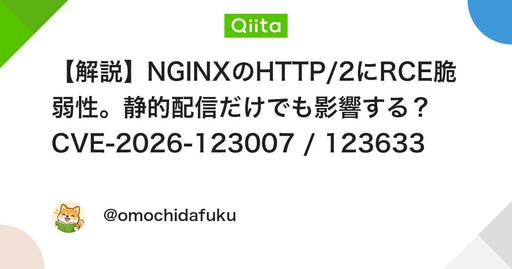 Qiita
【解説】NGINXのHTTP/2にRCE脆
弱性。静的配信だけでも影響する？
CVE-2026-123007 / 123633
@omochidafuku